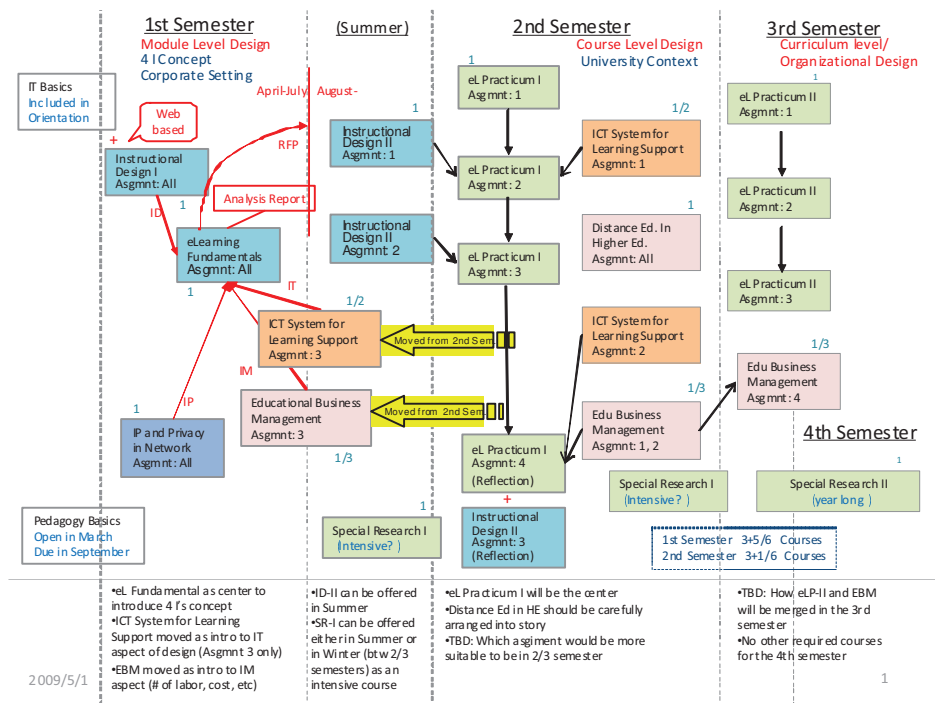 1st Semester
Module Level Design
4 I Concept
Corporate Setting
(Summer)
2nd Semester
Course Level Design
University Context
3rd Semester
Curriculum level/
Organizational Design
IT Basics
Included in
Orientation
+
Web
based
April-July
August-
RFP
Instructional
Design I
Asgmnt: All
1
ID
Analysis Report
eLearning
Fundamentals
Asgmnt: All
1
IT
1/2
ICT System for
Learning Support
Asgmnt: 3
Moved from 2nd Sem.
IM
Educational Business
Management
Asgmnt: 3
1/3
Moved from 2nd Sem.
IP
1
IP and Privacy
in Network
Asgmnt: All
Pedagogy Basics
Open in March
Due in September
1
Instructional
Design II
Asgmnt: 1
Instructional
Design II
Asgmnt: 2
1
Special Research I
(Intensive? )
1
eL Practicum I
Asgmnt: 1
eL Practicum I
Asgmnt: 2
eL Practicum I
Asgmnt: 3
eL Practicum I
Asgmnt: 4
(Reflection)
+
Instructional
Design II
Asgmnt: 3
(Reflection)
1/2
ICT System for
Learning Support
Asgmnt: 1
1
Distance Ed. In
Higher Ed.
Asgmnt: All
ICT System for
Learning Support
Asgmnt: 2
1/3
Edu Business
Management
Asgmnt: 1, 2
Special Research I
(Intensive? )
1
eL Practicum II
Asgmnt: 1
eL Practicum II
Asgmnt: 2
eL Practicum II
Asgmnt: 3
1/3
Edu Business
Management
Asgmnt: 4
4th Semester
1
Special Research II
(year long )
1st Semester 3+5/6 Courses
2nd Semester 3+1/6 Courses
•eL Fundamental as center to
introduce 4 I's concept
•ICT System for Learning
Support moved as intro to IT
aspect of design (Asgmnt 3 only)
•EBM moved as intro to IM
aspect (# of labor, cost, etc)
•ID-II can be offered
in Summer
•SR-I can be offered
either in Summer or
in Winter (btw 2/3
semesters) as an
intensive course
•eL Practicum I will be the center
•Distance Ed in HE should be carefully
arranged into story
•TBD: Which asgiment would be more
suitable to be in 2/3 semester
•TBD: How eLP-II and EBM
will be merged in the 3rd
semester
•No other required courses
for the 4th semester
2009/5/1
1